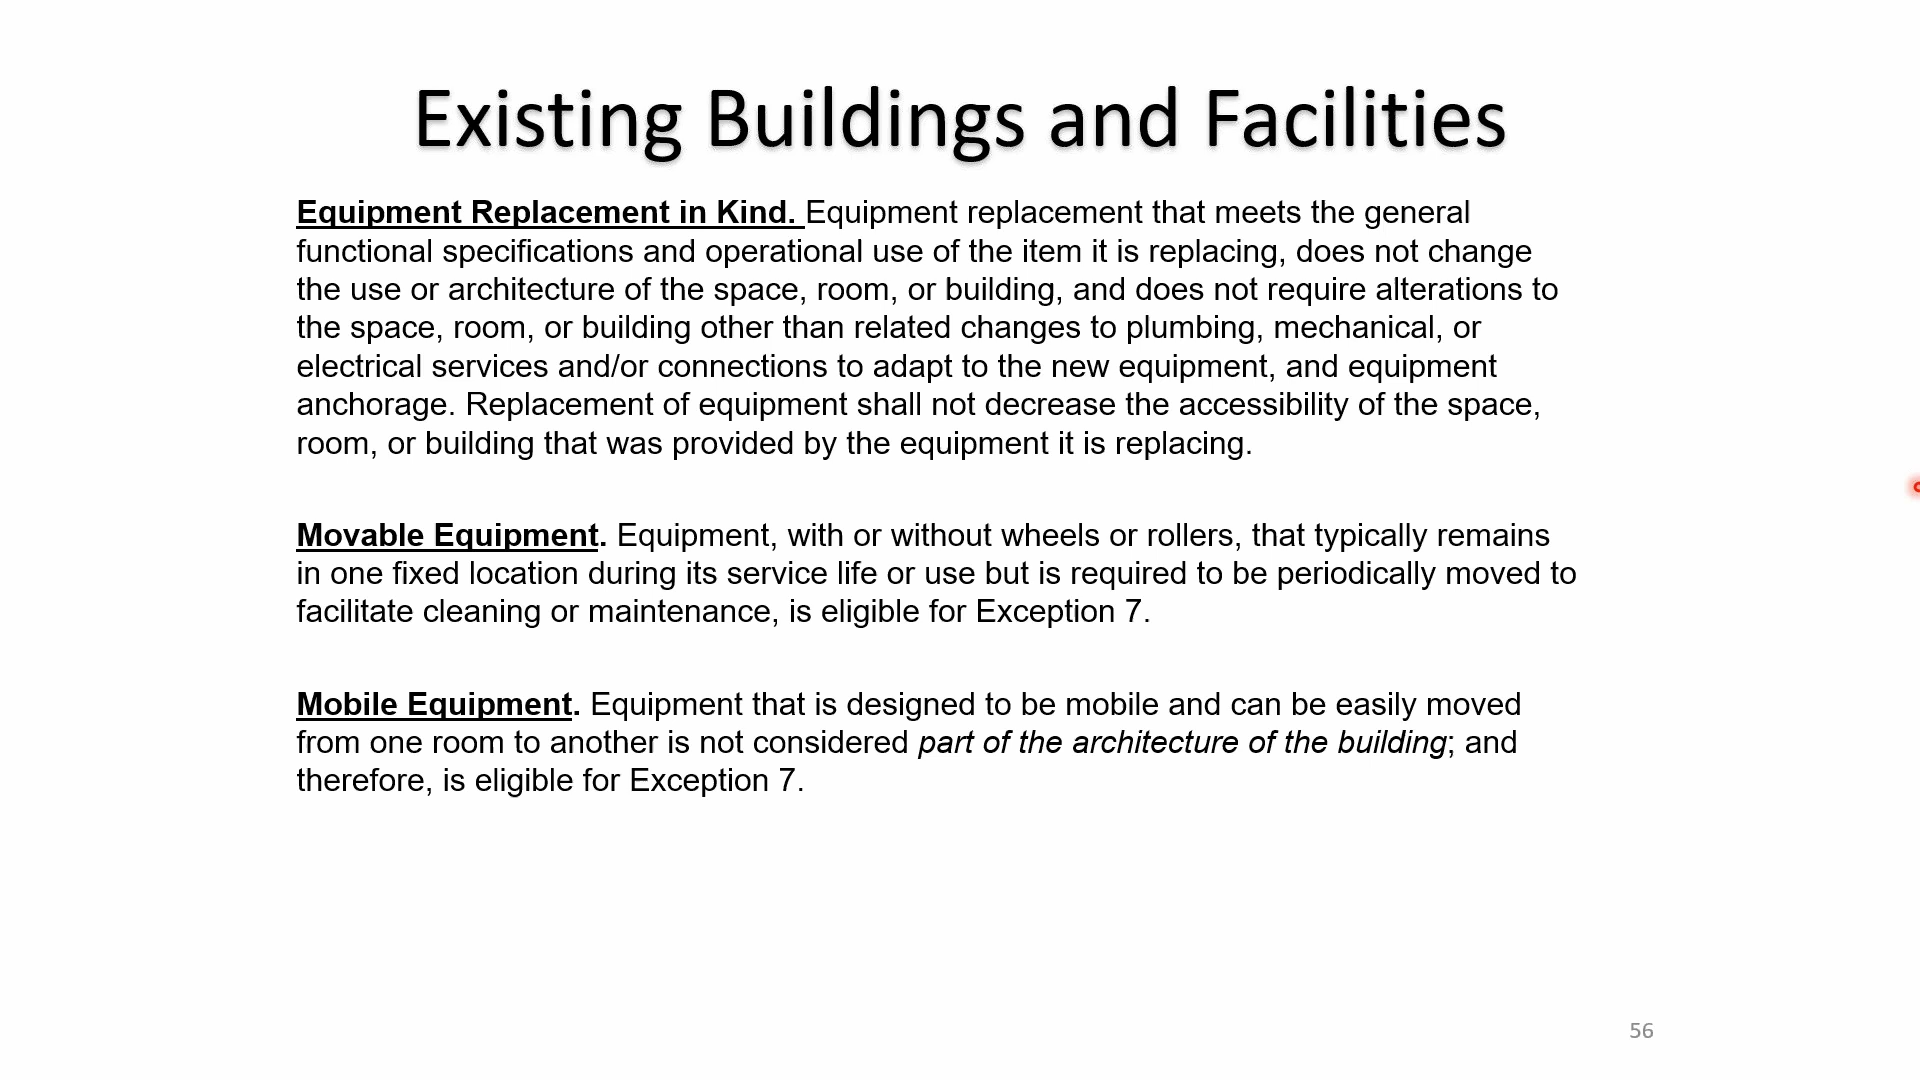 Existing Buildings and Facilities
Equipment Replacement in Kind. Equipment replacement that meets the general
functional specifications and operational use of the item it is replacing, does not change
the use or architecture of the space, room, or building, and does not require alterations to
the space, room, or building other than related changes to plumbing, mechanical, or
electrical services and/or connections to adapt to the new equipment, and equipment
anchorage. Replacement of equipment shall not decrease the accessibility of the space,
room, or building that was provided by the equipment it is replacing.
Movable Equipment. Equipment, with or without wheels or rollers, that typically remains
in one fixed location during its service life or use but is required to be periodically moved to
facilitate cleaning or maintenance, is eligible for Exception 7.
Mobile Equipment. Equipment that is designed to be mobile and can be easily moved
from one room to another is not considered part of the architecture of the building; and
therefore, is eligible for Exception 7.
56